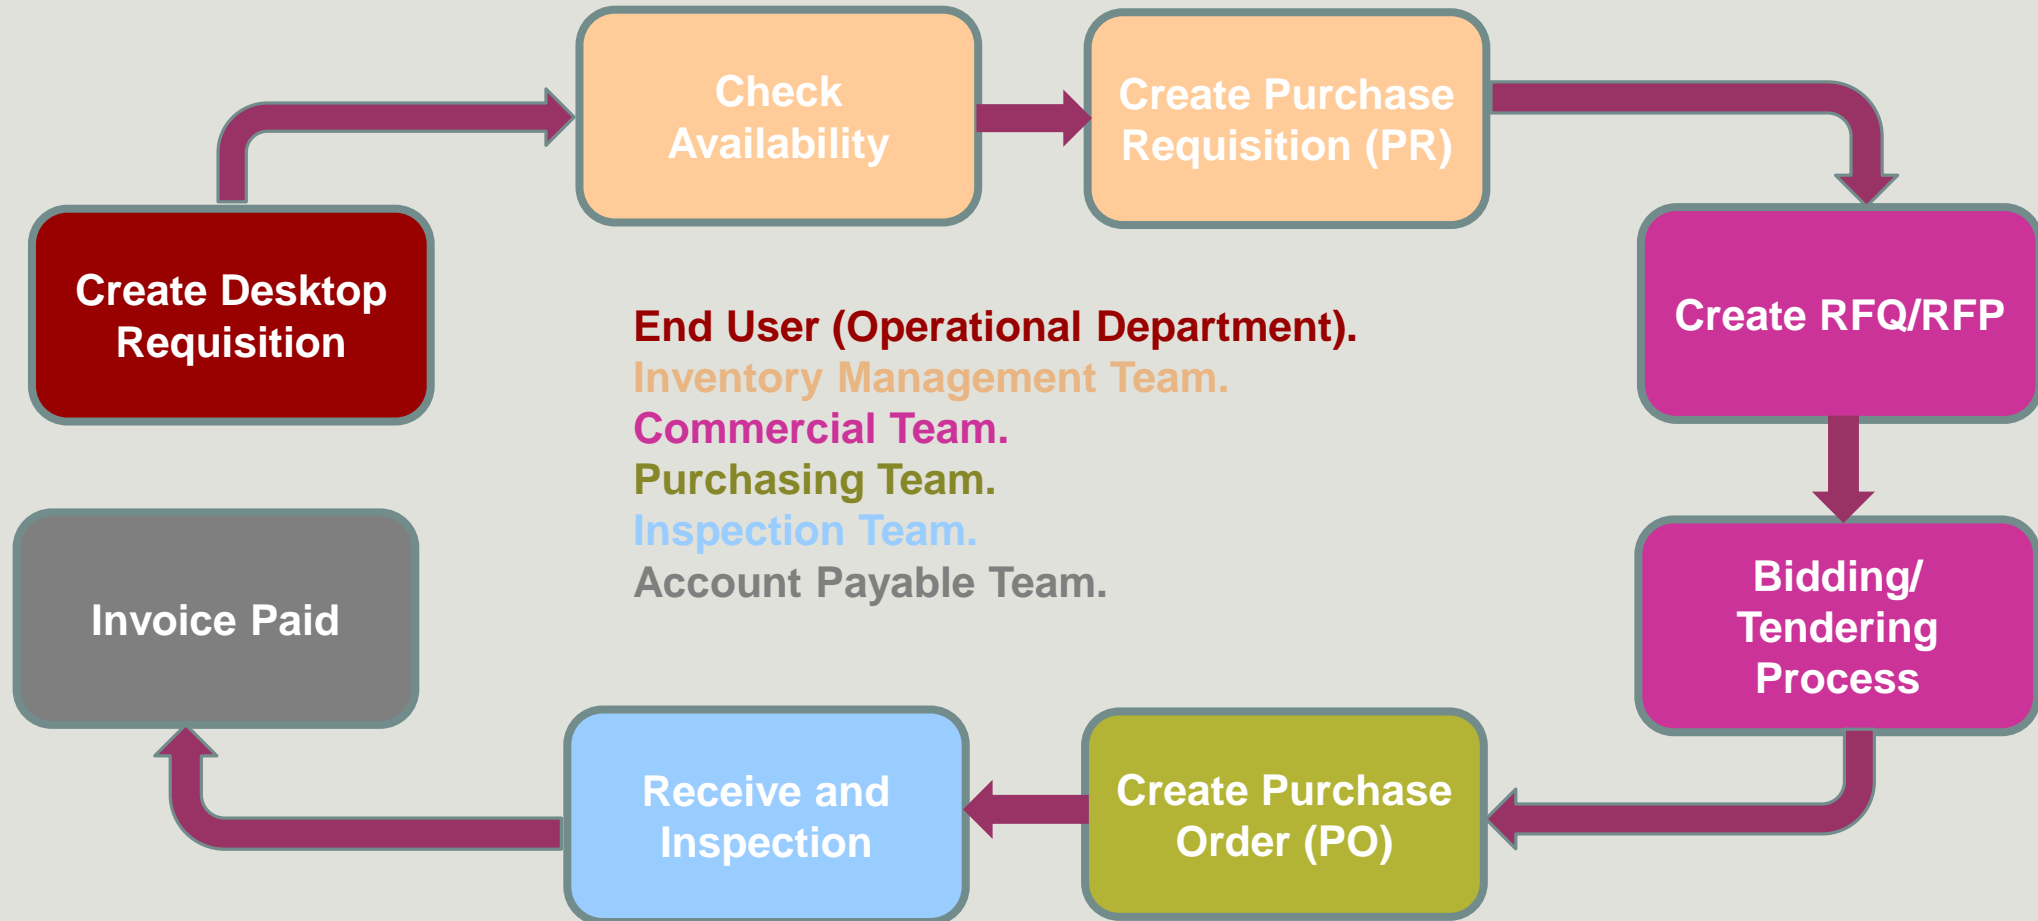 Check
Availability
Create Purchase
Requisition (PR)
Create Desktop
Requisition
Create RFQ/RFP
End User (Operational Department).
Inventory Management Team.
Commercial Team.
Purchasing Team.
Inspection Team.
Account Payable Team.
Invoice Paid
Bidding/
Tendering
Process
Receive and
Inspection
Create Purchase
Order (PO)